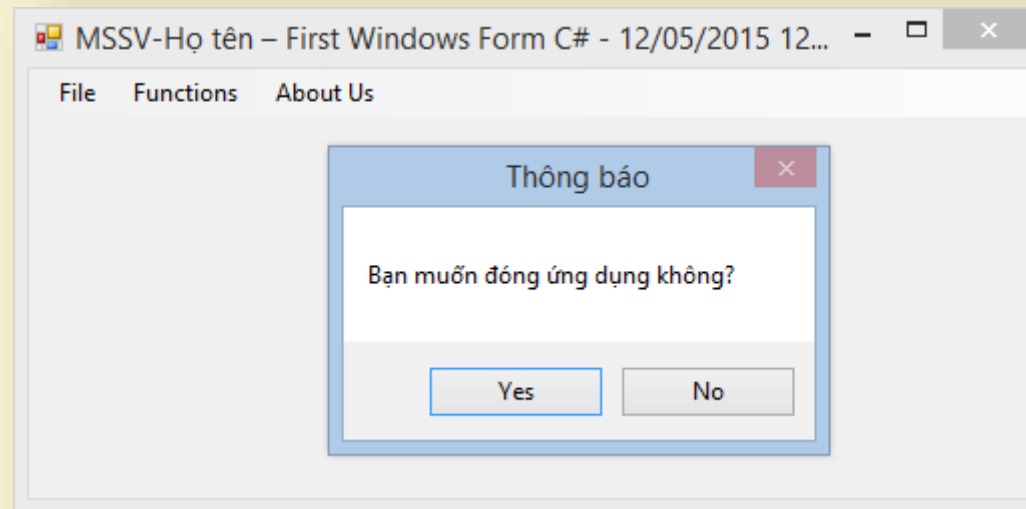 MSSV-Họ tên – First Windows Form C# - 12/05/2015 12...
File Functions About Us
Thông báo
Bạn muốn đóng ứng dụng không?
Yes No